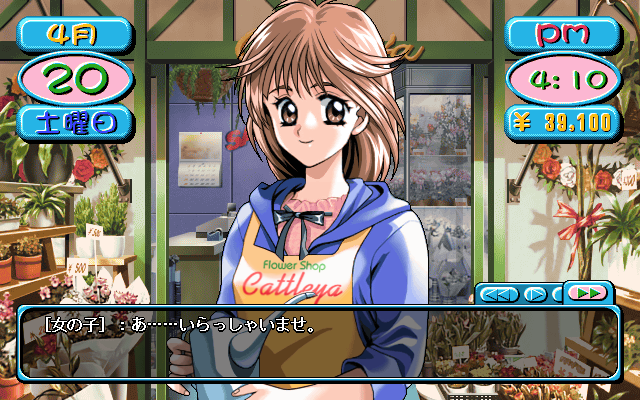 4月
20
土曜日
pm
4:10
¥ 39,100
Flower Shop
Cattleya
[女の子]:あ……いらっしゃいませ。